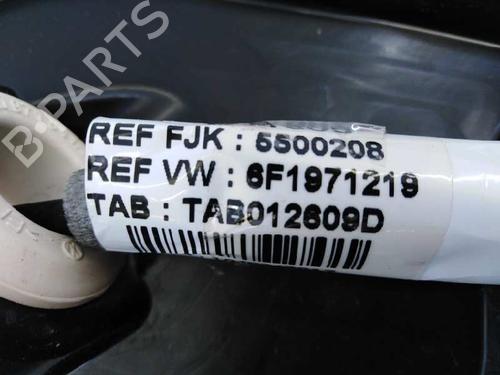 B-PARTS
REF FJK : 5500208
REF VW : 6F1971219
TAB : TAB012609D